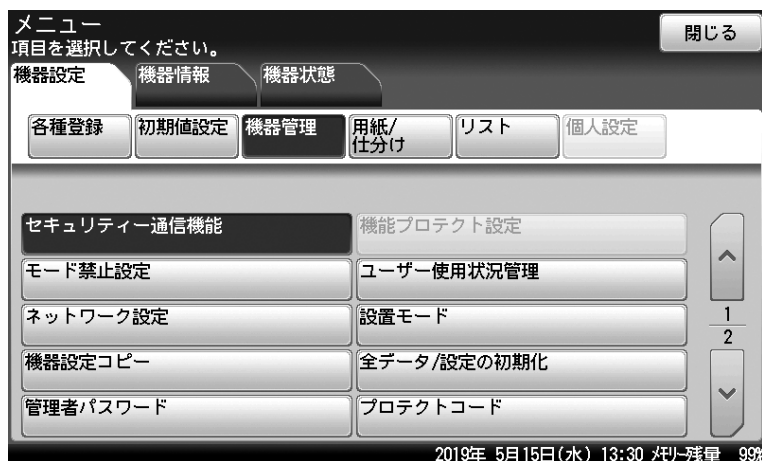 メニュー
項目を選択してください。
閉じる
機器設定
機器情報
機器状態
各種登録
初期値設定
機器管理
用紙/
仕分け
リスト
個人設定
セキュリティー通信機能
機能プロテクト設定
モード禁止設定
ユーザー使用状況管理
ネットワーク設定
設置モード
機器設定コピー
全データ/設定の初期化
管理者パスワード
プロテクトコード
1
2
2019年 5月15日(水) 13:30 メモリー残量 99%